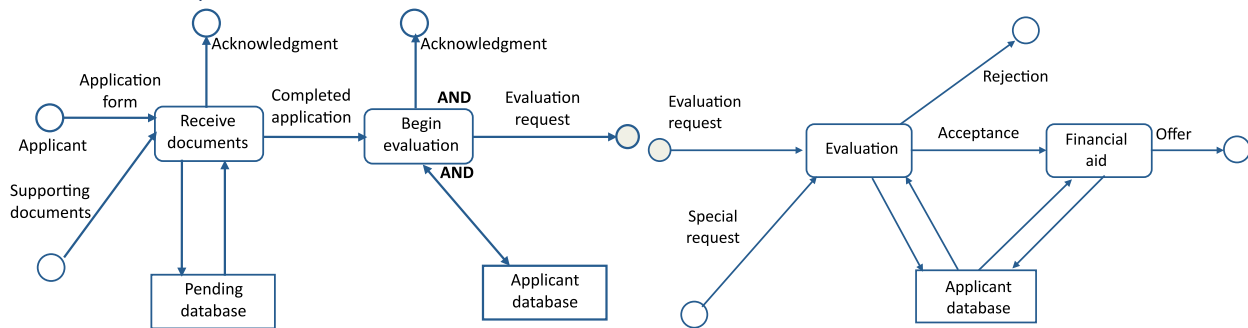 Acknowledgment
Application
form
Applicant
Receive
documents
Supporting
documents
Pending
database
Completed
application
Acknowledgment
AND
Begin
evaluation
AND
Evaluation
request
Applicant
database
Evaluation
request
Evaluation
Special
request
Rejection
Acceptance
Financial
aid
Offer
Applicant
database